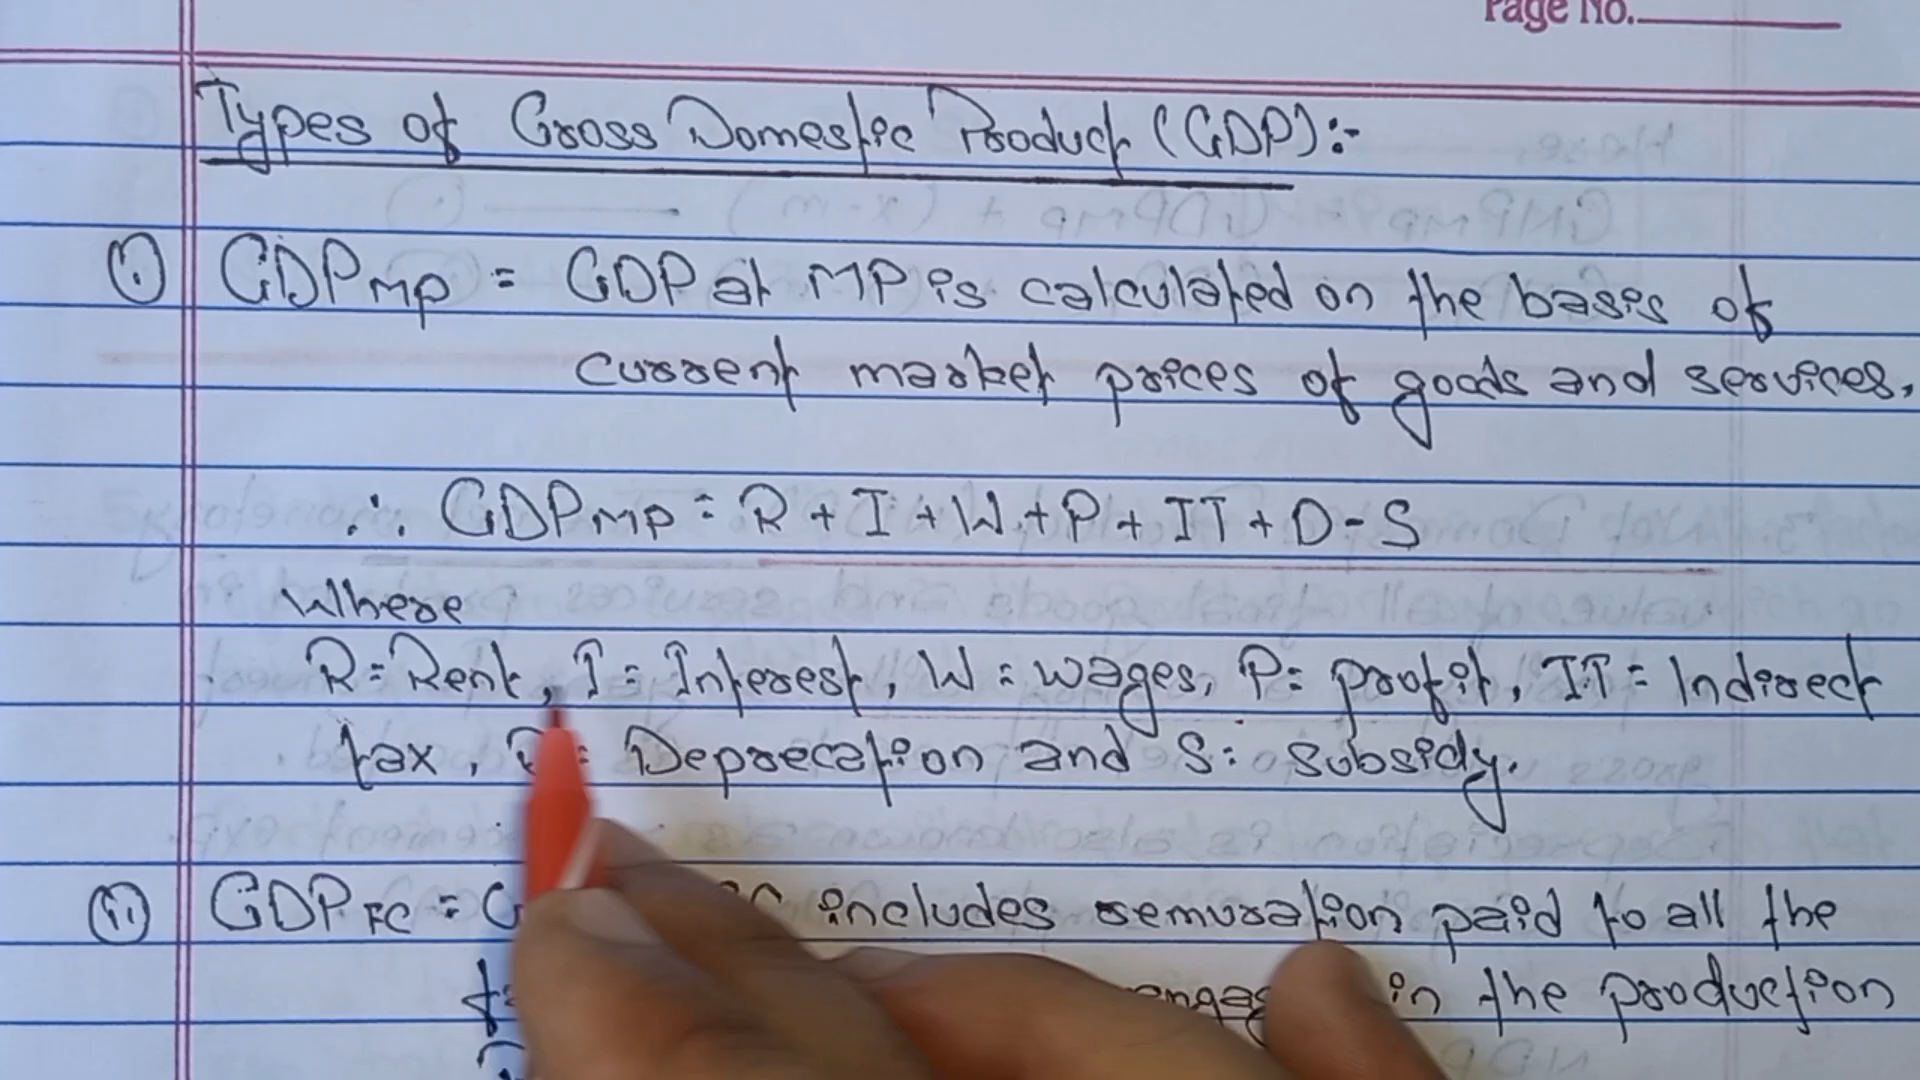 Page No.
Types of Gross Domestic Product (GDP):-
(i) GDPMP = GDP at MP is calculated on the basis of
current market prices of goods and services,
∴ GDPMP = R + I + W + P + IT + D - S
Where
R = Rent, I = Interest, W = wages, P = profit, IT = Indirect
tax, D = Deprecation and S = subsidy.
(ii) GDPFC = includes remuration paid to all the
in the production